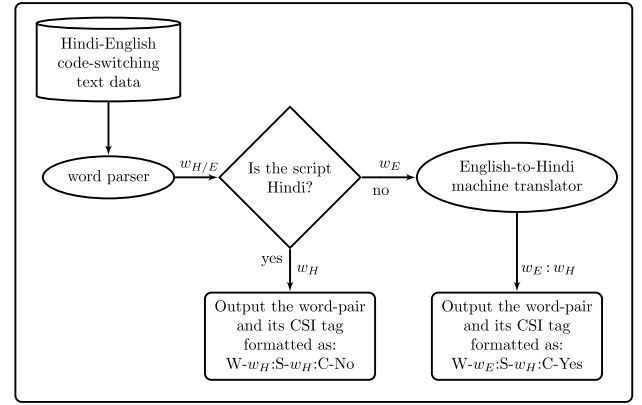 Hindi-English
code-switching
text data
word parser
w_{H/E}
Is the script
Hindi?
w_E
no
English-to-Hindi
machine translator
yes
w_H
w_E : w_H
Output the word-pair
and its CSI tag
formatted as:
W-w_H:S-w_H:C-No
Output the word-pair
and its CSI tag
formatted as:
W-w_E:S-w_H:C-Yes